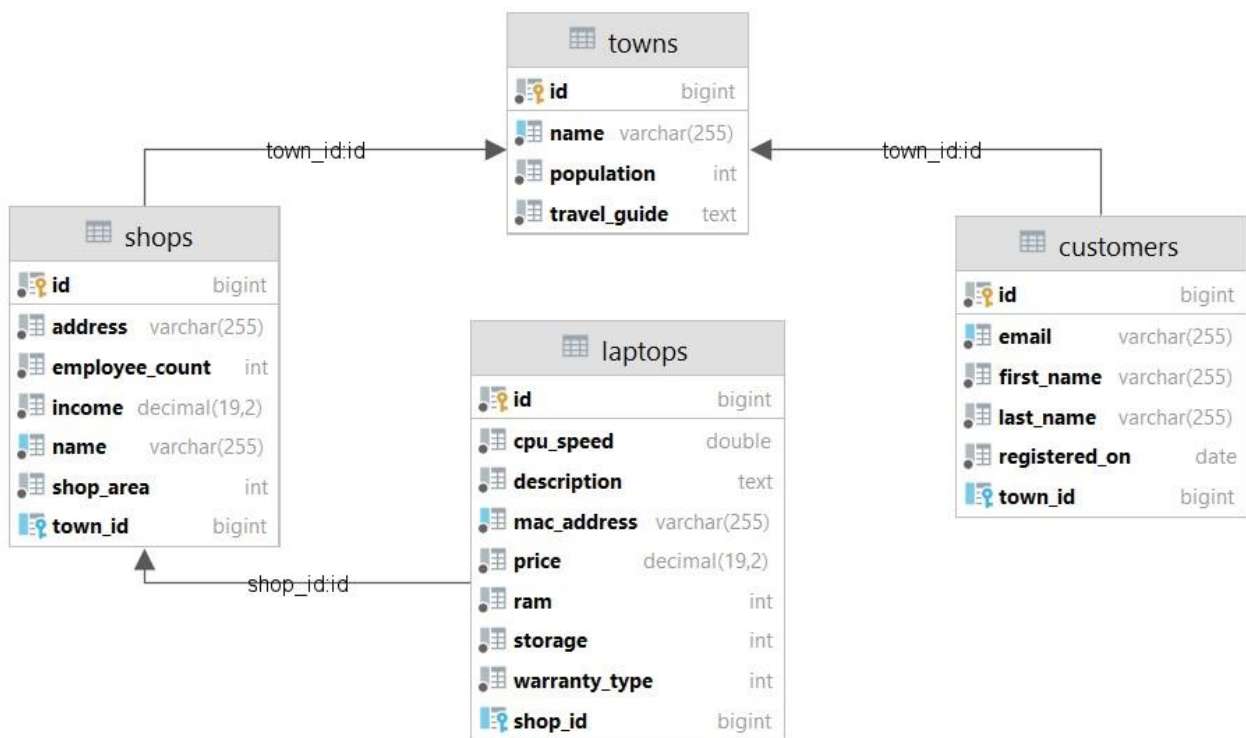 towns
id bigint
name varchar(255)
population int
travel_guide text
town_id:id
town_id:id
shops
id bigint
address varchar(255)
employee_count int
income decimal(19,2)
name varchar(255)
shop_area int
town_id bigint
customers
id bigint
email varchar(255)
first_name varchar(255)
last_name varchar(255)
registered_on date
town_id bigint
laptops
id bigint
cpu_speed double
description text
mac_address varchar(255)
price decimal(19,2)
ram int
storage int
warranty_type int
shop_id bigint
shop_id:id